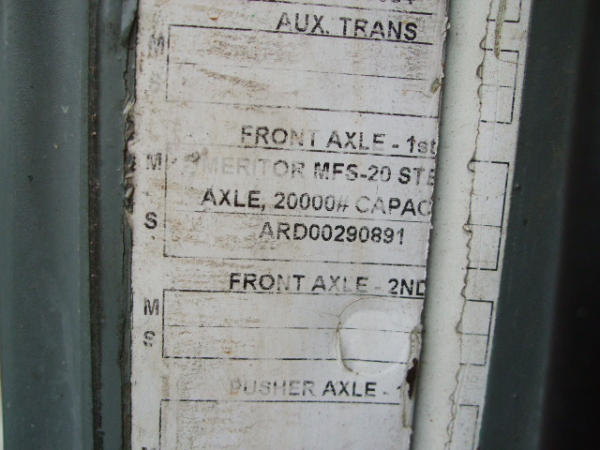 AUX. TRANS
M
FRONT AXLE - 1st
M MERITOR MFS-20 STE
AXLE, 20000# CAPAC
S ARD00290891
FRONT AXLE - 2ND
M
S
PUSHER AXLE -